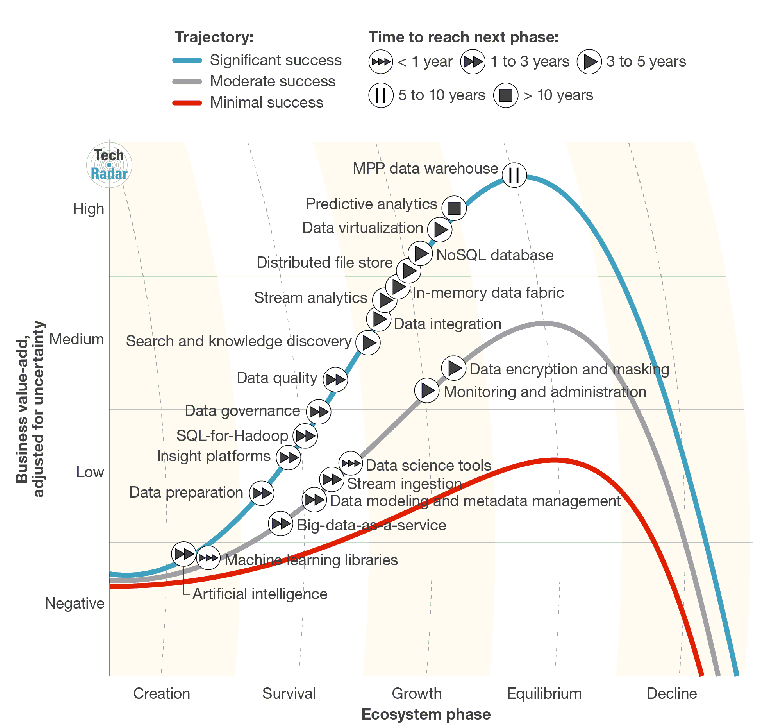 Trajectory:
Significant success
Moderate success
Minimal success
Time to reach next phase:
< 1 year
1 to 3 years
3 to 5 years
5 to 10 years
> 10 years
Tech
Radar
Business value-add,
adjusted for uncertainty
High
Medium
Low
Negative
MPP data warehouse
Predictive analytics
Data virtualization
NoSQL database
Distributed file store
In-memory data fabric
Stream analytics
Data integration
Search and knowledge discovery
Data encryption and masking
Data quality
Monitoring and administration
Data governance
SQL-for-Hadoop
Insight platforms
Data science tools
Stream ingestion
Data preparation
Data modeling and metadata management
Big-data-as-a-service
Machine learning libraries
Artificial intelligence
Creation
Survival
Growth
Equilibrium
Decline
Ecosystem phase